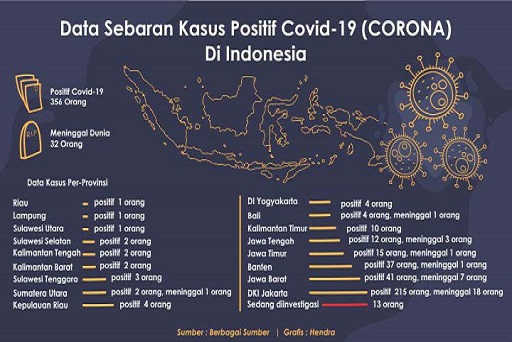 Data Sebaran Kasus Positif Covid-19 (CORONA)
Di Indonesia
Positif Covid-19
356 Orang
R.I.P
Meninggal Dunia
32 Orang
Data Kasus Per-Provinsi
Riau positif 1 orang
Lampung positif 1 orang
Sulawesi Utara positif 1 orang
Sulawesi Selatan positif 2 orang
Kalimantan Tengah positif 2 orang
Kalimantan Barat positif 2 orang
Sulawesi Tenggara positif 3 orang
Sumatera Utara positif 2 orang, meninggal 1 orang
Kepulauan Riau positif 4 orang
DI Yogyakarta positif 4 orang
Bali positif 4 orang, meninggal 1 orang
Kalimantan Timur positif 10 orang
Jawa Tengah positif 12 orang, meninggal 3 orang
Jawa Timur positif 15 orang, meninggal 1 orang
Banten positif 37 orang, meninggal 1 orang
Jawa Barat positif 41 orang, meninggal 7 orang
DKI Jakarta positif 215 orang, meninggal 18 orang
Sedang diinvestigasi 13 orang
Sumber : Berbagai Sumber | Grafis : Hendra